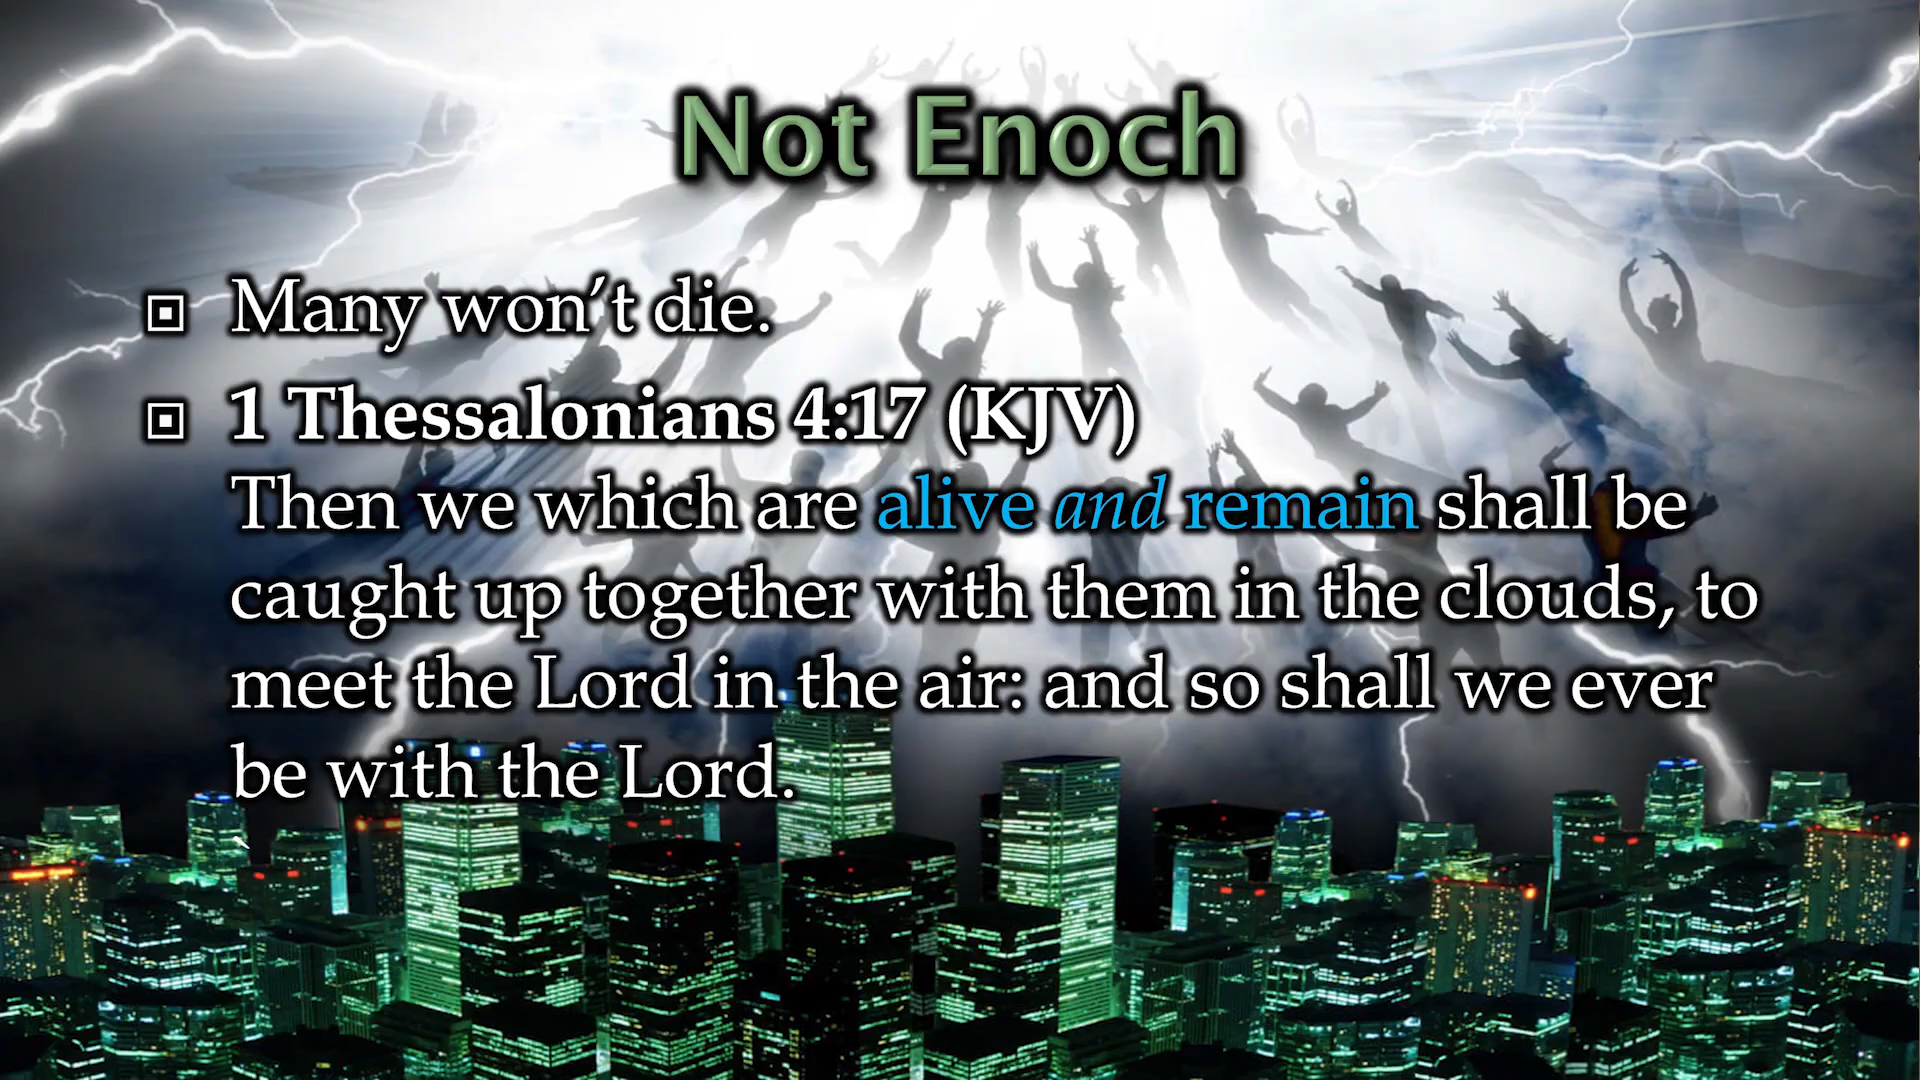 Not Enoch
Many won’t die.
1 Thessalonians 4:17 (KJV)
Then we which are alive and remain shall be
caught up together with them in the clouds, to
meet the Lord in the air: and so shall we ever
be with the Lord.